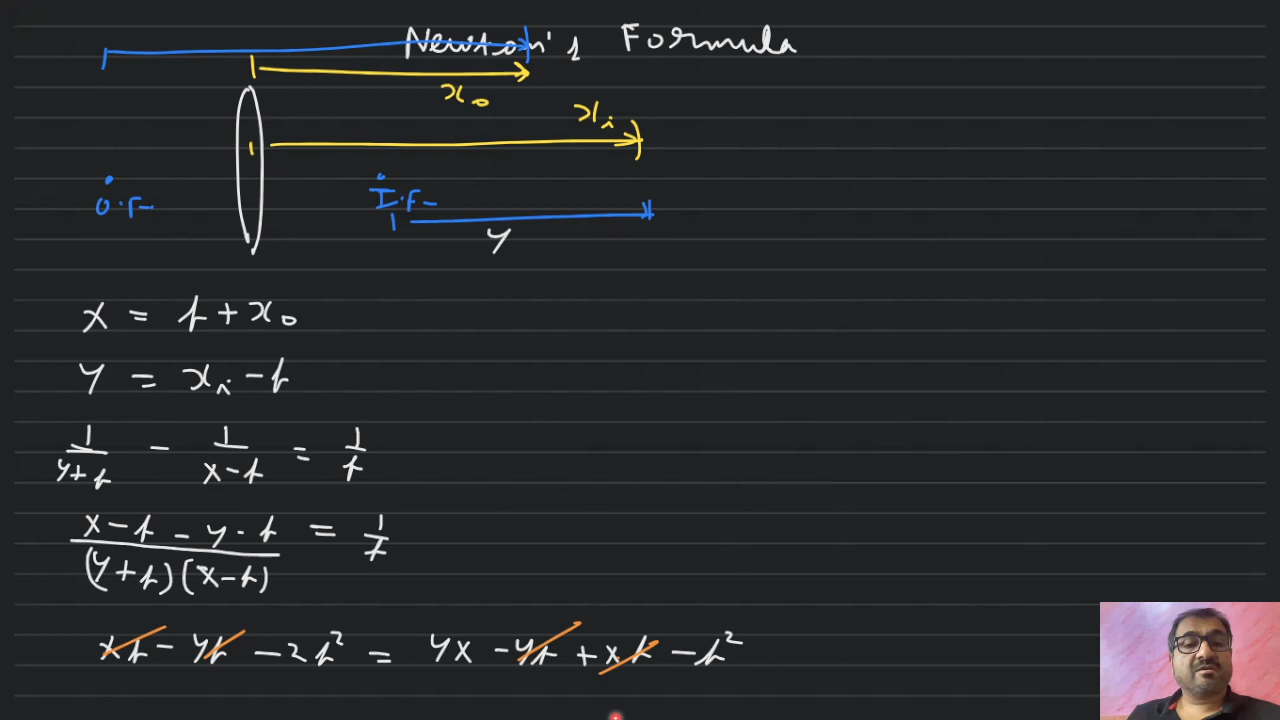 Newton's Formula
x₀
xᵢ
O.F
I.F
Y
X = f + x₀
Y = xᵢ - f
1/(Y+f) - 1/(X-f) = 1/f
(X-f - Y-f)/((Y+f)(X-f)) = 1/f
Xf - Yf - 2f² = YX - Yf + Xf - f²